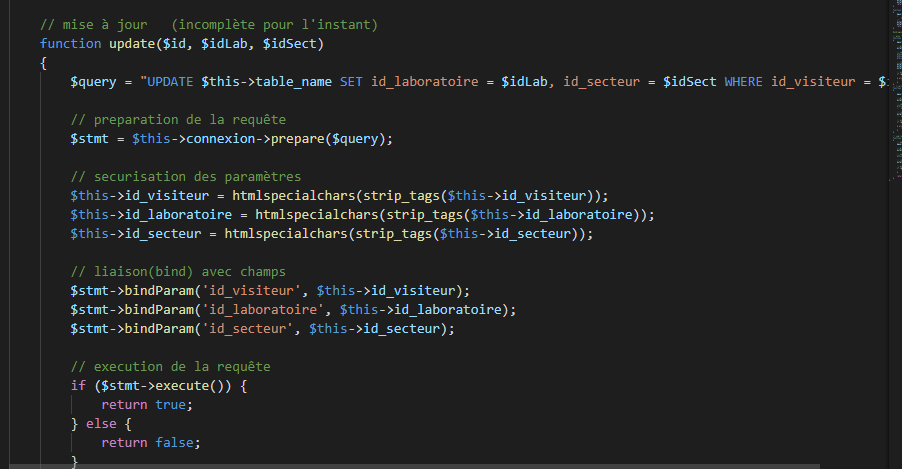 // mise à jour   (incomplète pour l'instant)
function update($id, $idLab, $idSect)
{
$query = "UPDATE $this->table_name SET id_laboratoire = $idLab, id_secteur = $idSect WHERE id_visiteur = $
// preparation de la requête
$stmt = $this->connexion->prepare($query);
// securisation des paramètres
$this->id_visiteur = htmlspecialchars(strip_tags($this->id_visiteur));
$this->id_laboratoire = htmlspecialchars(strip_tags($this->id_laboratoire));
$this->id_secteur = htmlspecialchars(strip_tags($this->id_secteur));
// liaison(bind) avec champs
$stmt->bindParam('id_visiteur', $this->id_visiteur);
$stmt->bindParam('id_laboratoire', $this->id_laboratoire);
$stmt->bindParam('id_secteur', $this->id_secteur);
// execution de la requête
if ($stmt->execute()) {
return true;
} else {
return false;
}